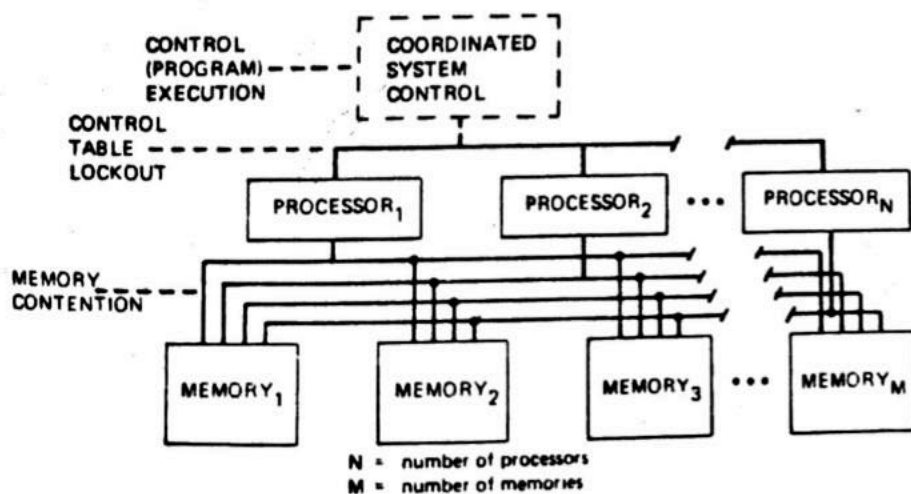 CONTROL
(PROGRAM)
EXECUTION
COORDINATED
SYSTEM
CONTROL
CONTROL
TABLE
LOCKOUT
PROCESSOR1
PROCESSOR2
PROCESSORN
MEMORY
CONTENTION
MEMORY1
MEMORY2
MEMORY3
MEMORYM
N = number of processors
M = number of memories